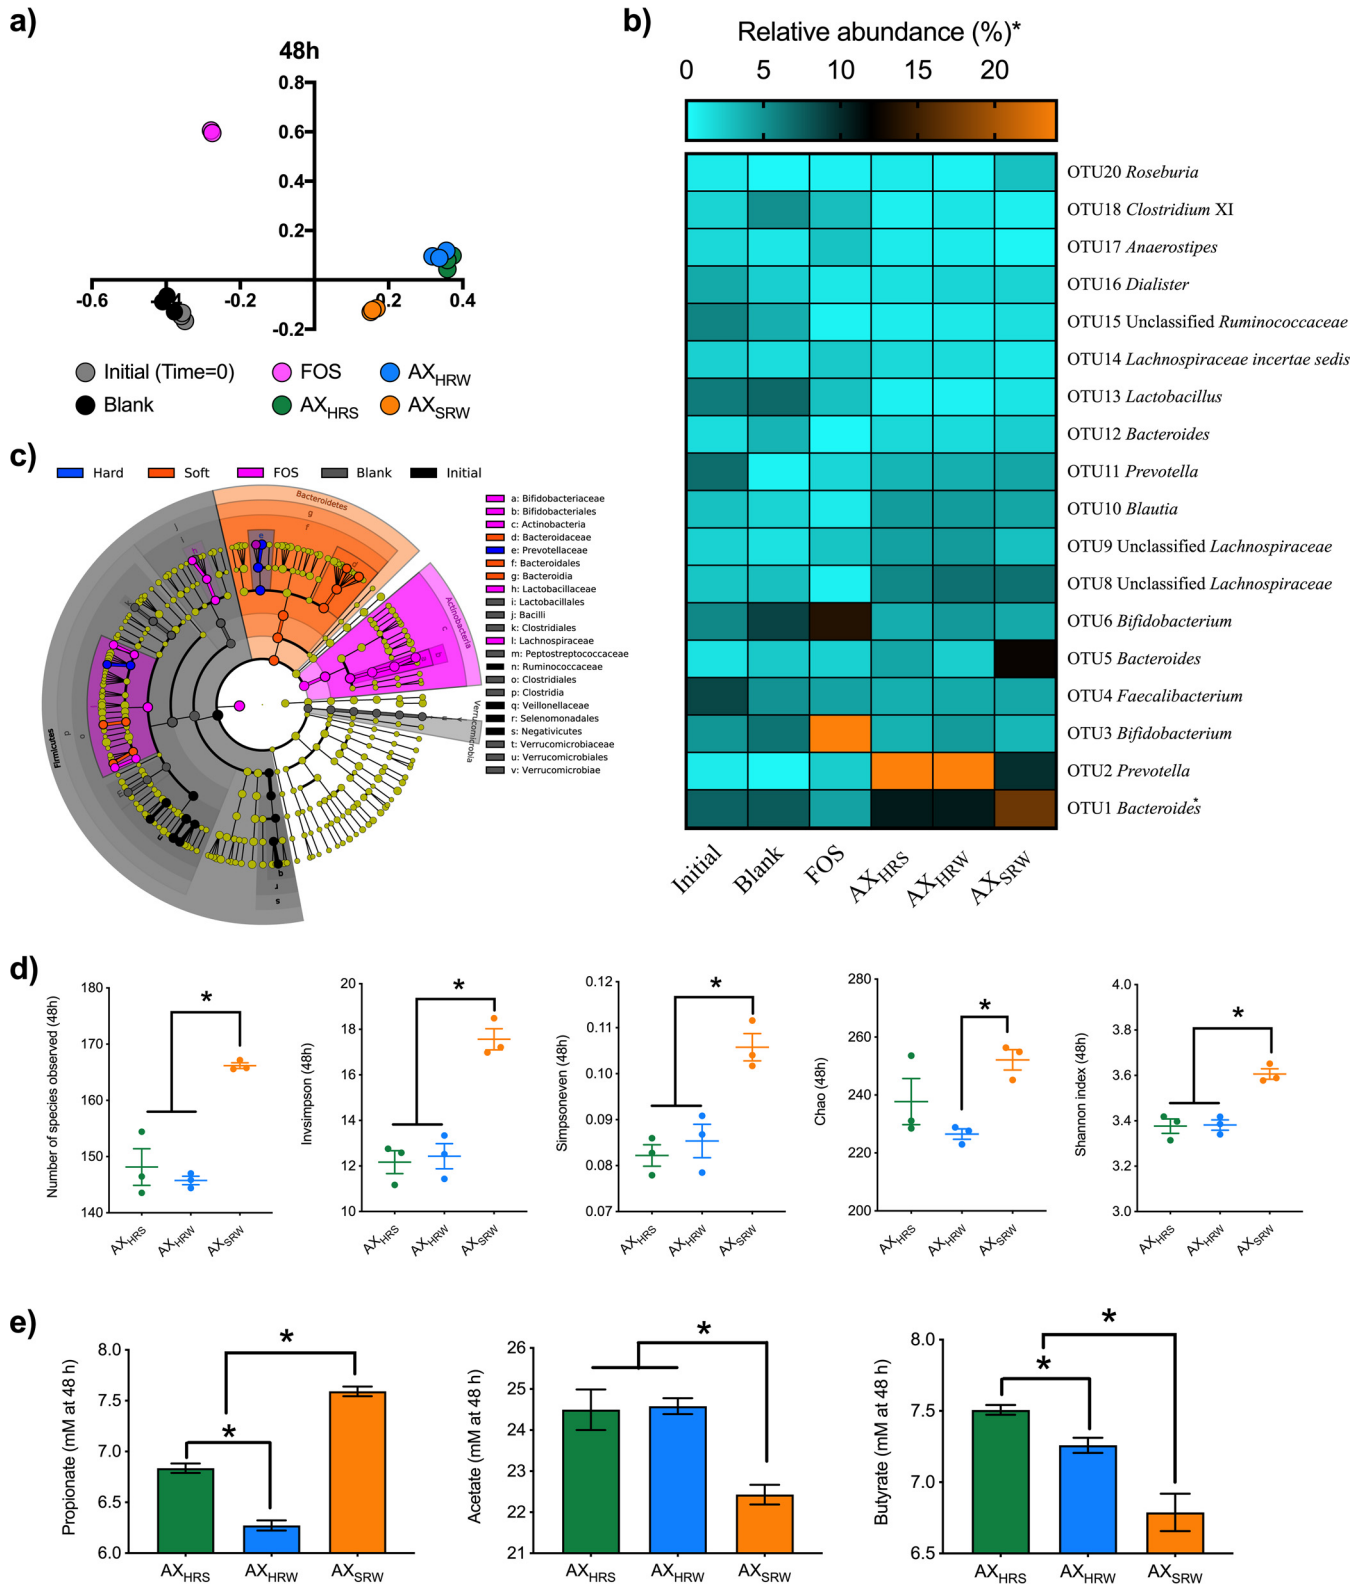 a)
48h
0.8
0.6
0.4
0.2
-0.6
-0.4
-0.2
0.2
0.4
-0.2
Initial (Time=0)
FOS
AXHRW
Blank
AXHRS
AXSRW
b)
Relative abundance (%)*
0 5 10 15 20
OTU20 Roseburia
OTU18 Clostridium XI
OTU17 Anaerostipes
OTU16 Dialister
OTU15 Unclassified Ruminococcaceae
OTU14 Lachnospiraceae incertae sedis
OTU13 Lactobacillus
OTU12 Bacteroides
OTU11 Prevotella
OTU10 Blautia
OTU9 Unclassified Lachnospiraceae
OTU8 Unclassified Lachnospiraceae
OTU6 Bifidobacterium
OTU5 Bacteroides
OTU4 Faecalibacterium
OTU3 Bifidobacterium
OTU2 Prevotella
OTU1 Bacteroides*
Initial Blank FOS AXHRS AXHRW AXSRW
c)
Hard Soft FOS Blank Initial
Bacteroidetes
g
f
e
d
Actinobacteria
c
Verrucomicrobia
Firmicutes
p
o
q
r
s
a: Bifidobacteriaceae
b: Bifidobacteriales
c: Actinobacteria
d: Bacteroidaceae
e: Prevotellaceae
f: Bacteroidales
g: Bacteroidia
h: Lactobacillaceae
i: Lactobacillales
j: Bacilli
k: Clostridiales
l: Lachnospiraceae
m: Peptostreptococcaceae
n: Ruminococcaceae
o: Clostridiales
p: Clostridia
q: Veillonellaceae
r: Selenomonadales
s: Negativicutes
t: Verrucomicrobiaceae
u: Verrucomicrobiales
v: Verrucomicrobiae
d)
Number of species observed (48h)
180
170
160
150
140
*
AXHRS AXHRW AXSRW
Invsimpson (48h)
20
18
16
14
12
10
*
AXHRS AXHRW AXSRW
Simpsoneven (48h)
0.12
0.11
0.10
0.09
0.08
0.07
*
AXHRS AXHRW AXSRW
Chao (48h)
280
260
240
220
200
*
AXHRS AXHRW AXSRW
Shannon index (48h)
4.0
3.8
3.6
3.4
3.2
3.0
*
AXHRS AXHRW AXSRW
e)
Propionate (mM at 48 h)
8.0
7.5
7.0
6.5
6.0
*
*
AXHRS AXHRW AXSRW
Acetate (mM at 48 h)
26
25
24
23
22
21
*
AXHRS AXHRW AXSRW
Butyrate (mM at 48 h)
8.0
7.5
7.0
6.5
*
*
AXHRS AXHRW AXSRW